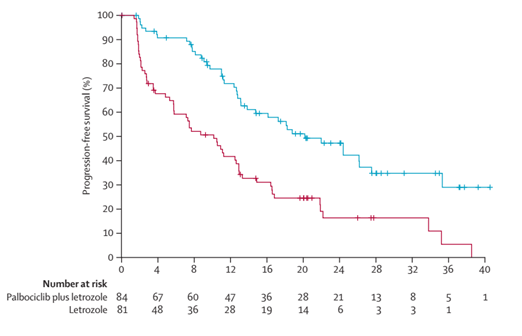 100
90
80
70
60
50
40
30
20
10
0
Progression-free survival (%)
0 4 8 12 16 20 24 28 32 36 40
Number at risk
Palbociclib plus letrozole 84 67 60 47 36 28 21 13 8 5 1
Letrozole 81 48 36 28 19 14 6 3 3 1